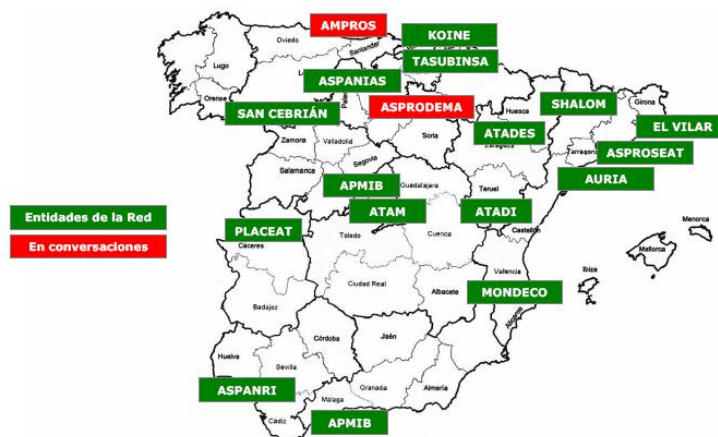 AMPROS
KOINE
Oviedo
Santander
TASUBINSA
Lugo
ASPANIAS
Orense
SAN CEBRIÁN
ASPRODEMA
Huesca
SHALOM
Girona
Zamora
Valladolid
Soria
ATADES
Zaragoza
EL VILAR
Tarragona
ASPROSEAT
Segovia
Salamanca
APMIB
Guadalajara
Teruel
AURIA
Entidades de la Red
En conversaciones
ATAM
ATADI
Menorca
PLACEAT
Cáceres
Toledo
Cuenca
Castellón
Mallorca
Valencia
Ibiza
Ciudad Real
Albacete
MONDECO
Badajoz
Alicante
Huelva
Córdoba
Jaén
Sevilla
ASPANRI
Granada
Almería
Málaga
Cádiz
APMIB